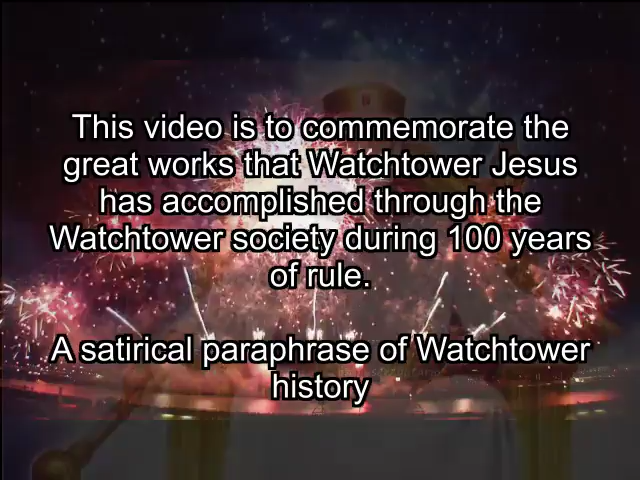 This video is to commemorate the
great works that Watchtower Jesus
has accomplished through the
Watchtower society during 100 years
of rule.
A satirical paraphrase of Watchtower
history